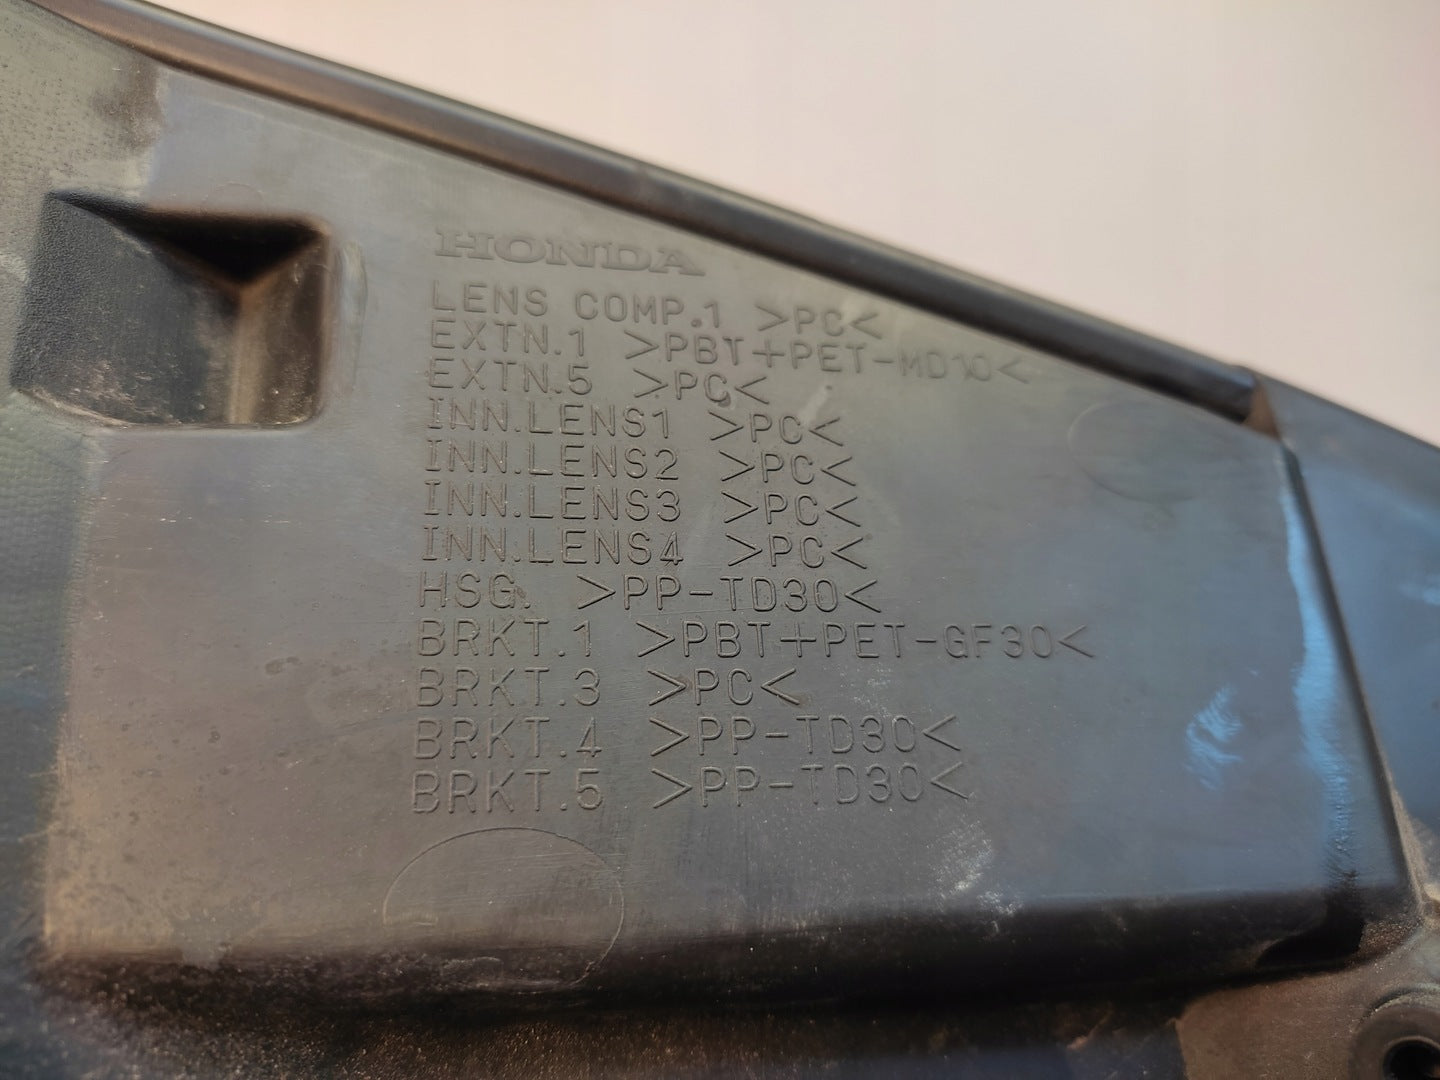 HONDA
LENS COMP.1 >PC<
EXTN.1 >PBT+PET-MD10<
EXTN.5 >PC<
INN.LENS1 >PC<
INN.LENS2 >PC<
INN.LENS3 >PC<
INN.LENS4 >PC<
HSG. >PP-TD30<
BRKT.1 >PBT+PET-GF30<
BRKT.3 >PC<
BRKT.4 >PP-TD30<
BRKT.5 >PP-TD30<